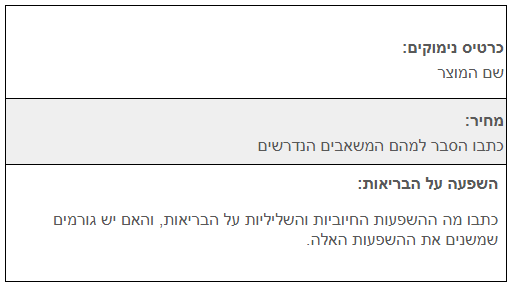 כרטיס נימוקים:
שם המוצר
מחיר:
כתבו הסבר למהם המשאבים הנדרשים
השפעה על הבריאות:
כתבו מה ההשפעות החיוביות והשליליות על הבריאות, והאם יש גורמים
שמשנים את ההשפעות האלה.